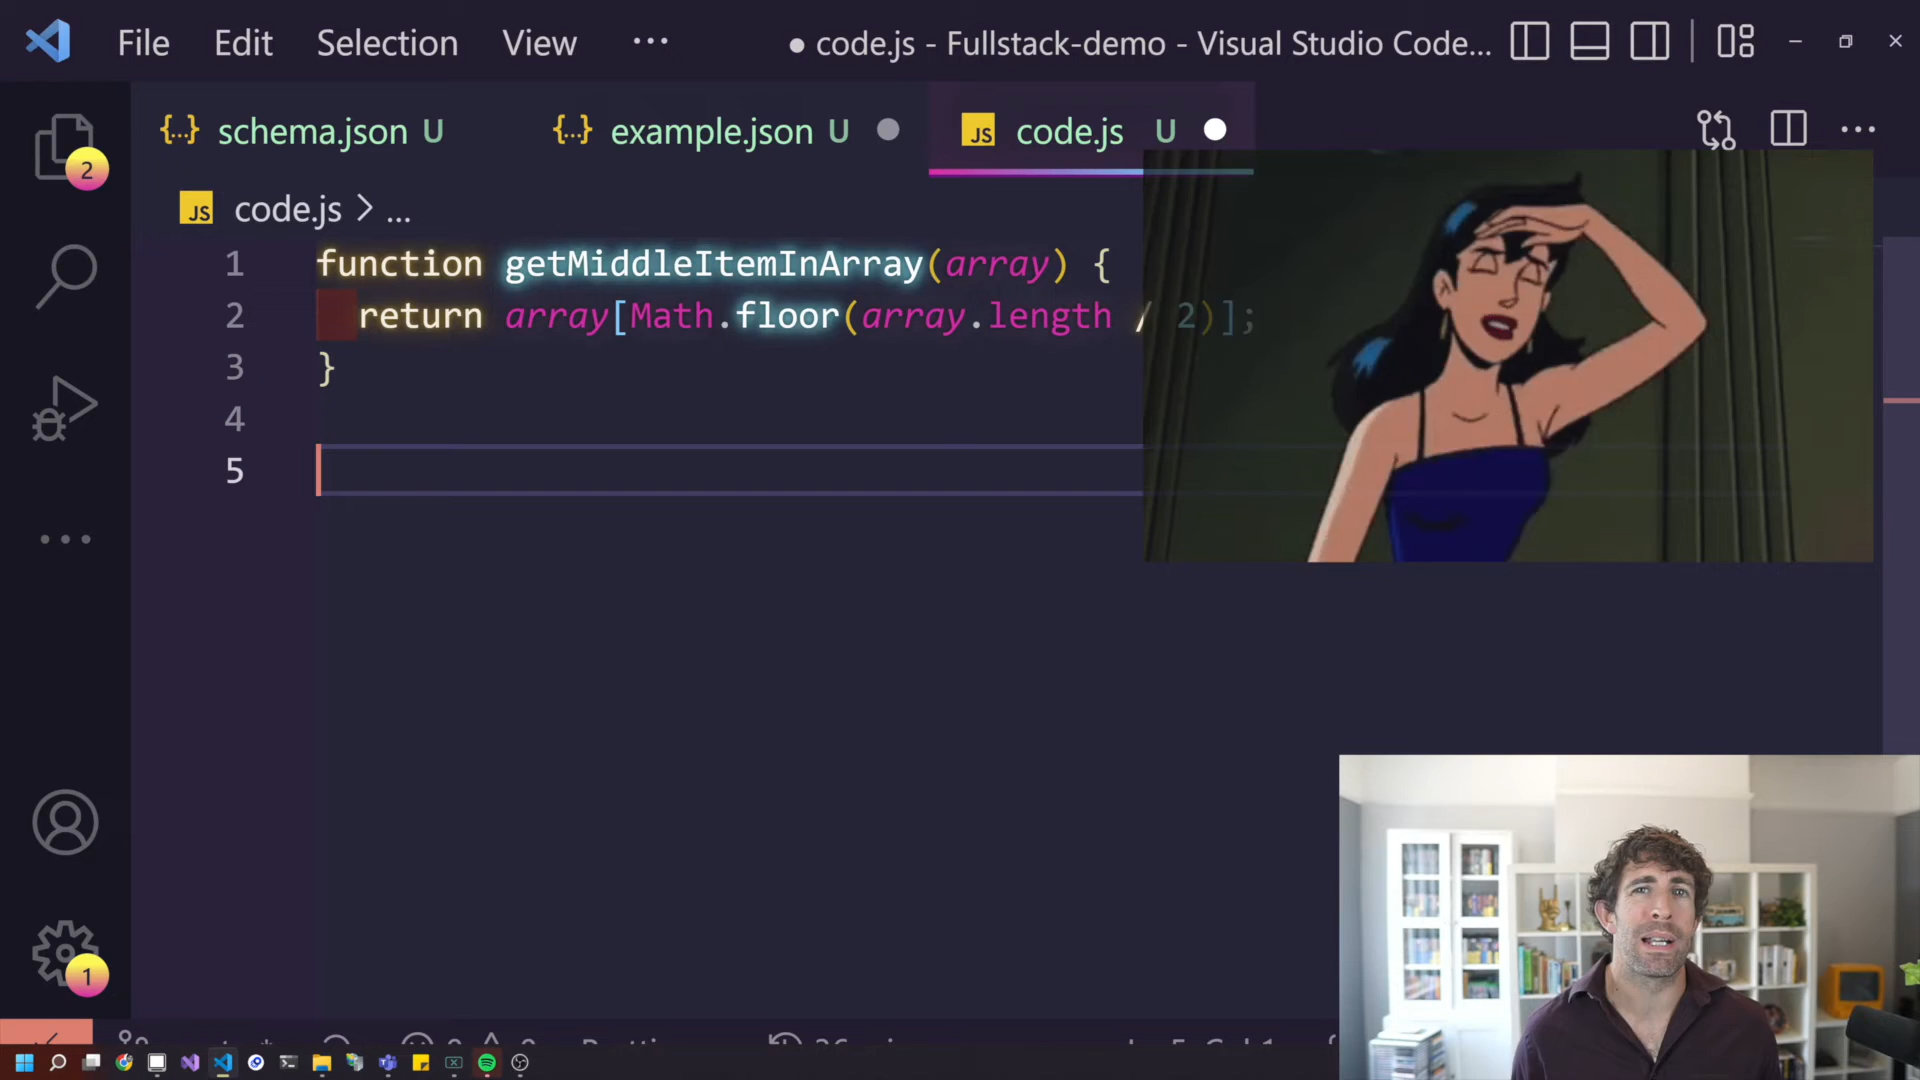 File Edit Selection View ··· ● code.js - Fullstack-demo - Visual Studio Code...
{..} schema.json U {..} example.json U JS code.js U ···
2
JS code.js > ...
1 function getMiddleItemInArray(array) {
2 return array[Math.floor(array.length / 2)];
3 }
4
5
1